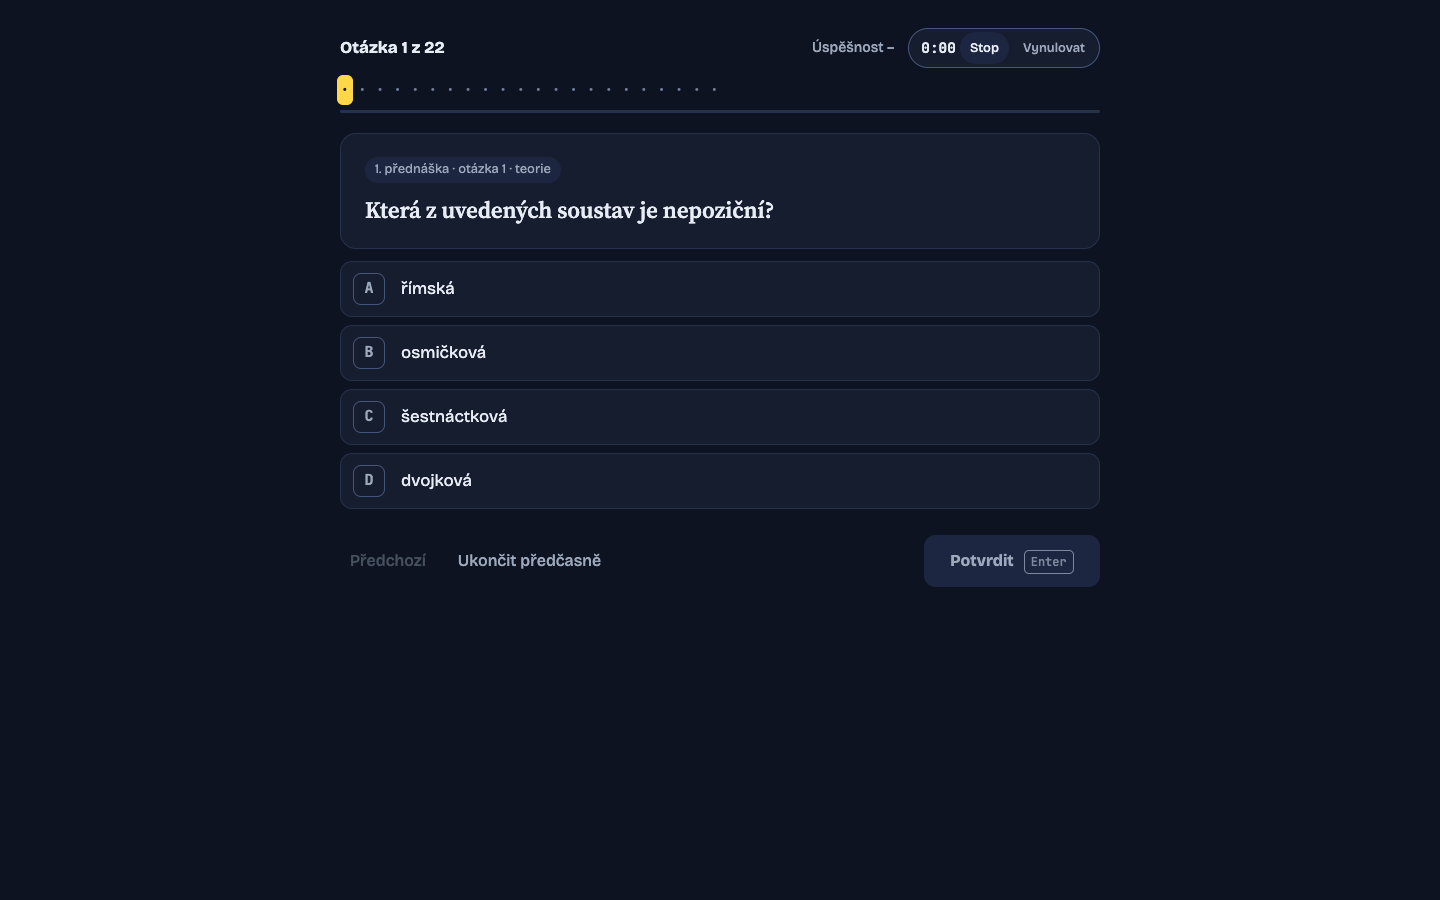 Otázka 1 z 22
Úspěšnost –
0:00 Stop Vynulovat
1. přednáška · otázka 1 · teorie
Která z uvedených soustav je nepoziční?
A římská
B osmičková
C šestnáctková
D dvojková
Předchozí Ukončit předčasně Potvrdit Enter